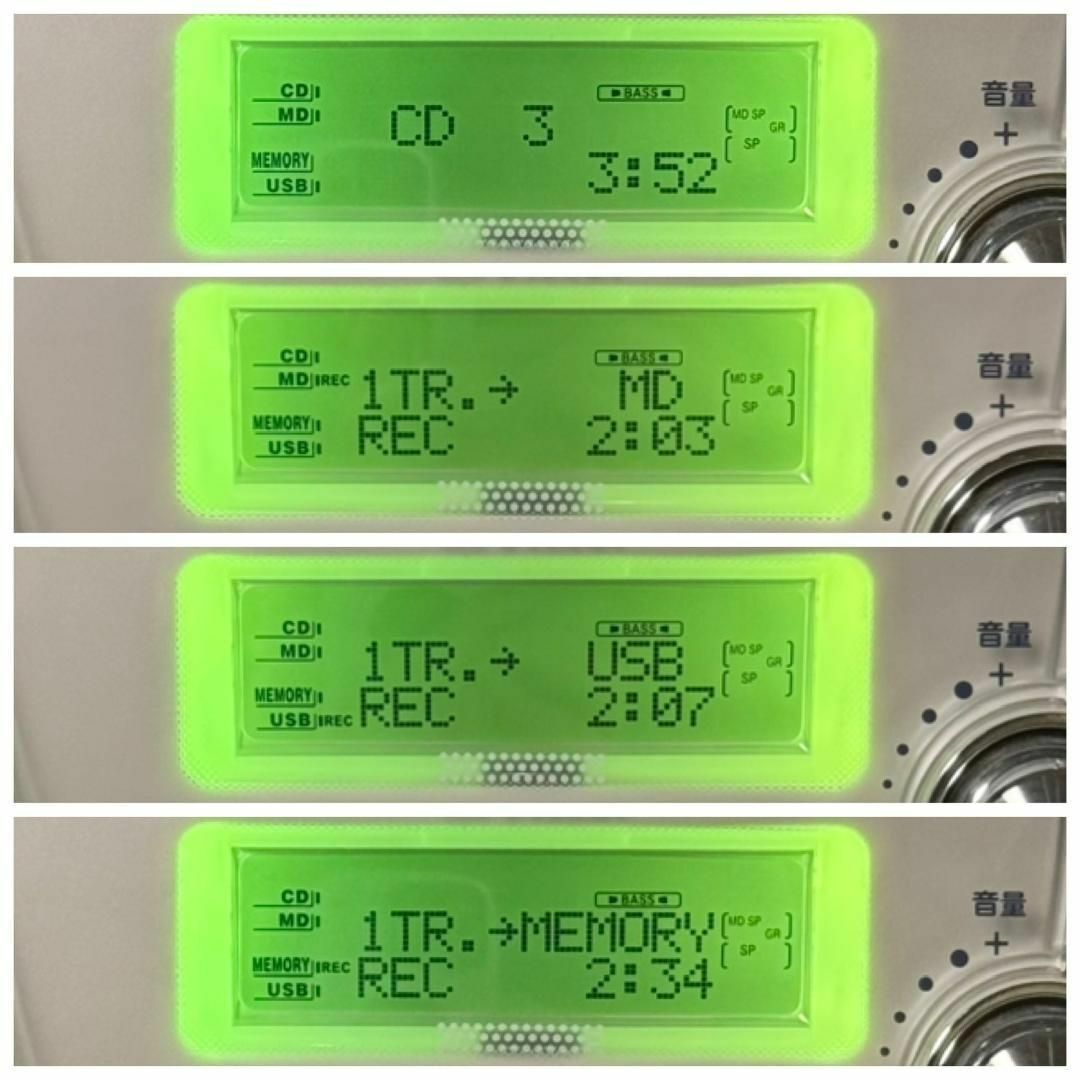 CD
MD
MEMORY
USB
CD 3
3:52
BASS
MD SP
GR
SP
音量
+
CD
MD REC
MEMORY
USB
1TR.→ MD
REC 2:03
BASS
MD SP
GR
SP
音量
+
CD
MD
MEMORY
USB REC
1TR.→ USB
REC 2:07
BASS
MD SP
GR
SP
音量
+
CD
MD
MEMORY REC
USB
1TR.→MEMORY
REC 2:34
BASS
MD SP
GR
SP
音量
+